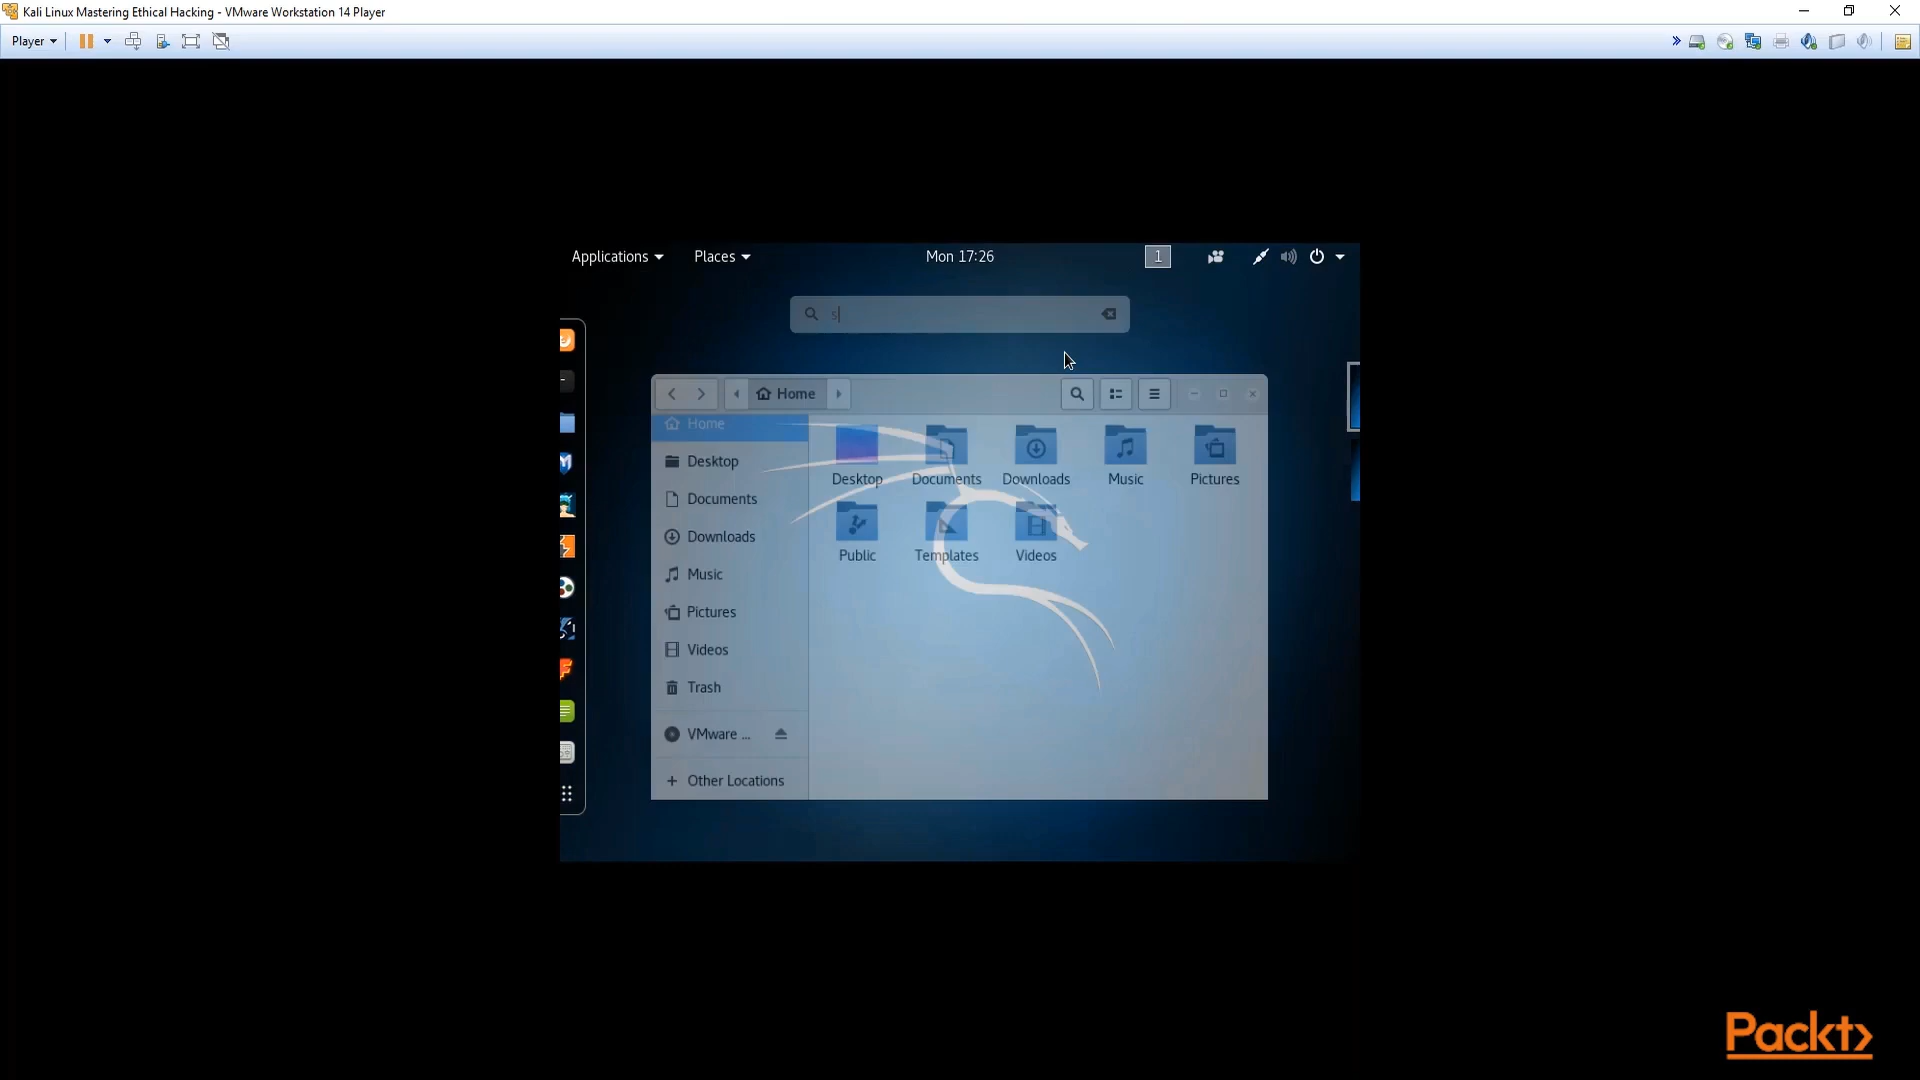 Kali Linux Mastering Ethical Hacking - VMware Workstation 14 Player
Player
Applications Places Mon 17:26 1
s
Home
Home
Desktop
Documents
Downloads
Music
Pictures
Videos
Trash
VMware ...
Other Locations
Desktop Documents Downloads Music Pictures
Public Templates Videos
Packt>